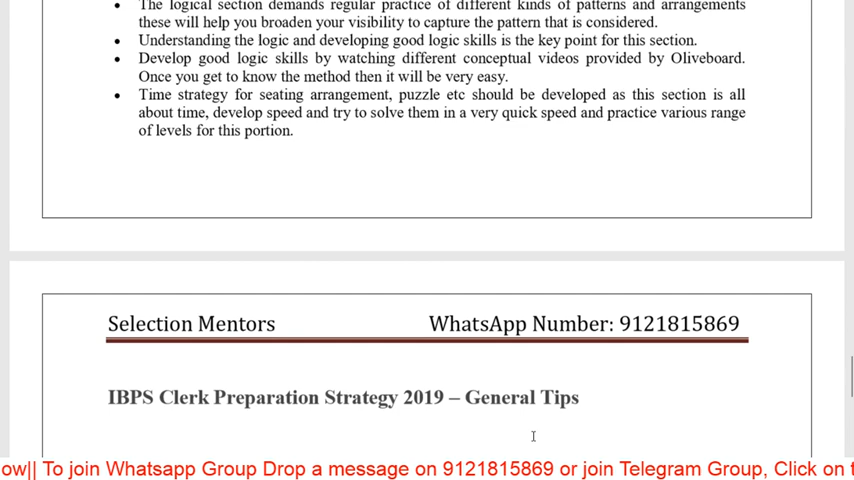 The logical section demands regular practice of different kinds of patterns and arrangements
these will help you broaden your visibility to capture the pattern that is considered.
Understanding the logic and developing good logic skills is the key point for this section.
Develop good logic skills by watching different conceptual videos provided by Oliveboard.
Once you get to know the method then it will be very easy.
Time strategy for seating arrangement, puzzle etc should be developed as this section is all
about time, develop speed and try to solve them in a very quick speed and practice various range
of levels for this portion.
Selection Mentors WhatsApp Number: 9121815869
IBPS Clerk Preparation Strategy 2019 – General Tips
ow|| To join Whatsapp Group Drop a message on 9121815869 or join Telegram Group, Click on t